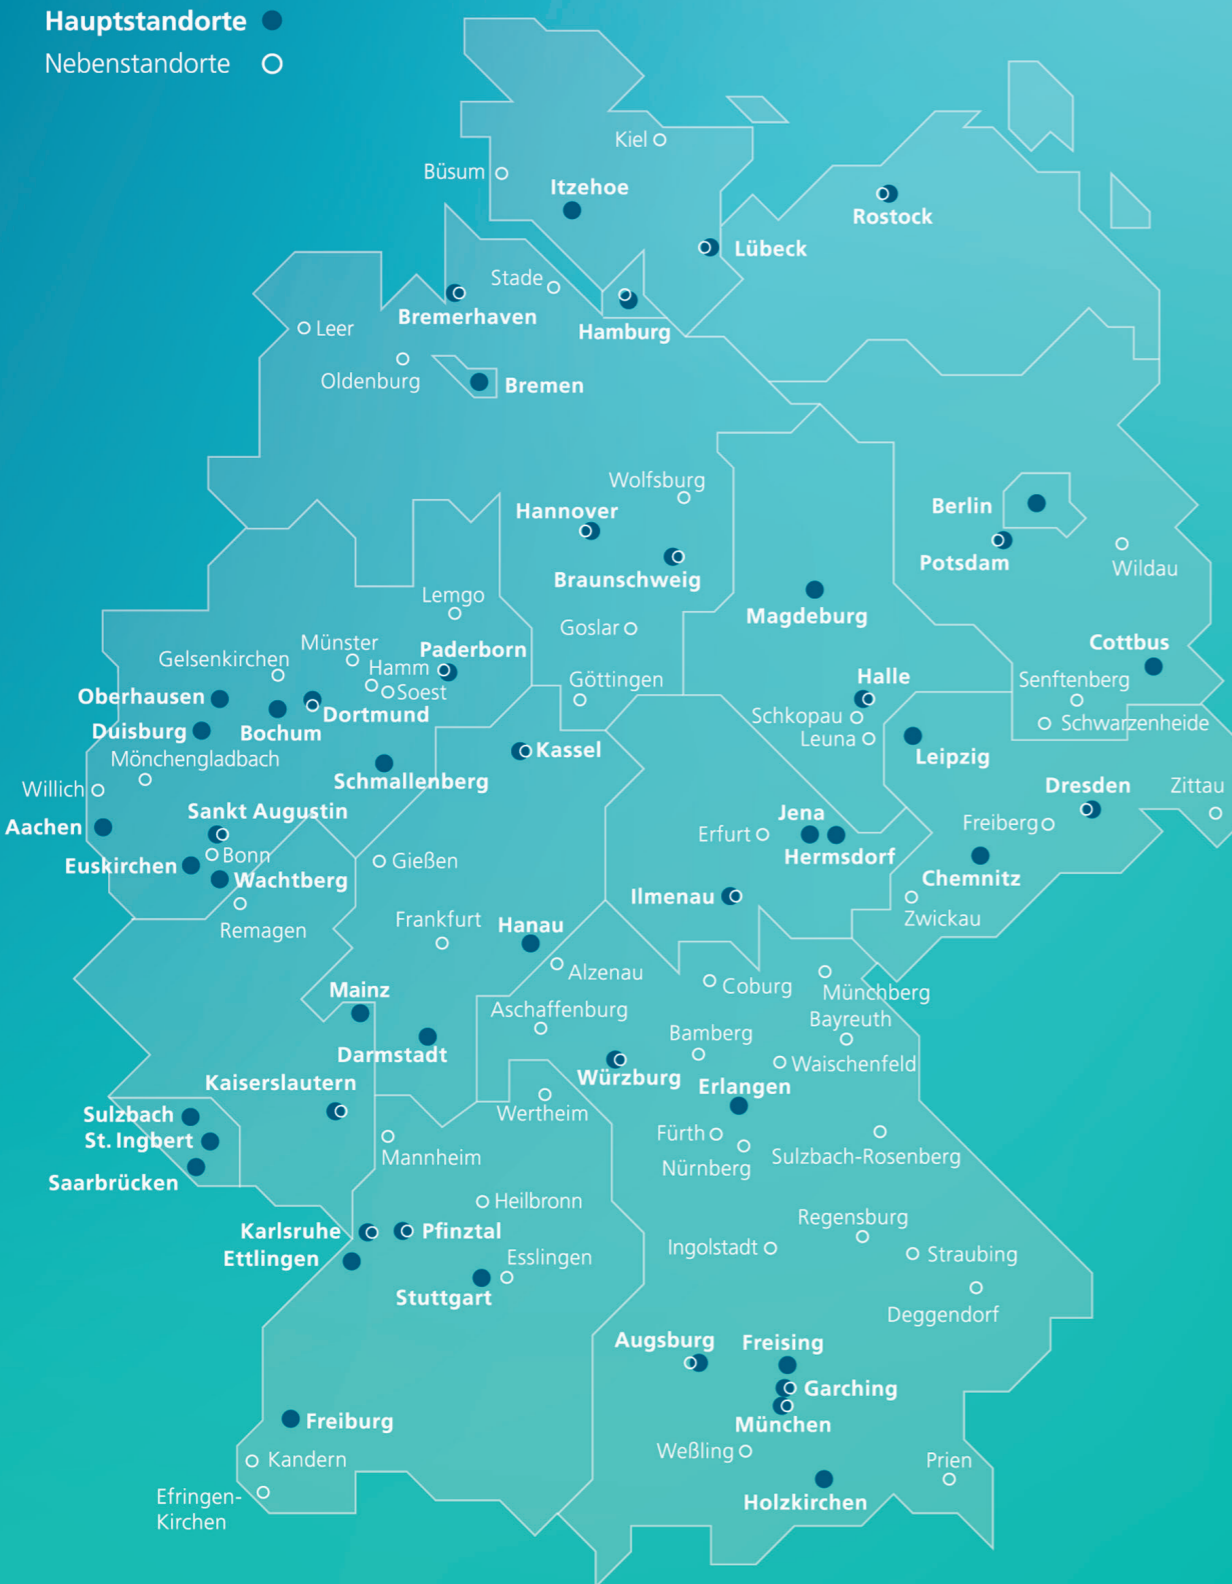 Hauptstandorte
Nebenstandorte
Kiel
Büsum
Itzehoe
Rostock
Lübeck
Stade
Bremerhaven
Hamburg
Leer
Oldenburg
Bremen
Wolfsburg
Hannover
Berlin
Braunschweig
Potsdam
Wildau
Lemgo
Magdeburg
Goslar
Münster
Paderborn
Cottbus
Gelsenkirchen
Hamm
Göttingen
Halle
Senftenberg
Oberhausen
Soest
Dortmund
Schkopau
Schwarzenheide
Duisburg
Bochum
Leuna
Kassel
Leipzig
Mönchengladbach
Schmallenberg
Willich
Dresden
Zittau
Sankt Augustin
Jena
Aachen
Erfurt
Freiberg
Bonn
Gießen
Hermsdorf
Euskirchen
Wachtberg
Chemnitz
Ilmenau
Remagen
Frankfurt
Hanau
Zwickau
Alzenau
Coburg
Münchberg
Mainz
Aschaffenburg
Bayreuth
Bamberg
Darmstadt
Waischenfeld
Würzburg
Kaiserslautern
Erlangen
Sulzbach
Wertheim
St. Ingbert
Fürth
Mannheim
Nürnberg
Sulzbach-Rosenberg
Saarbrücken
Heilbronn
Regensburg
Karlsruhe
Pfinztal
Ingolstadt
Straubing
Ettlingen
Esslingen
Stuttgart
Deggendorf
Augsburg
Freising
Garching
Freiburg
München
Weßling
Kandern
Prien
Efringen-
Kirchen
Holzkirchen